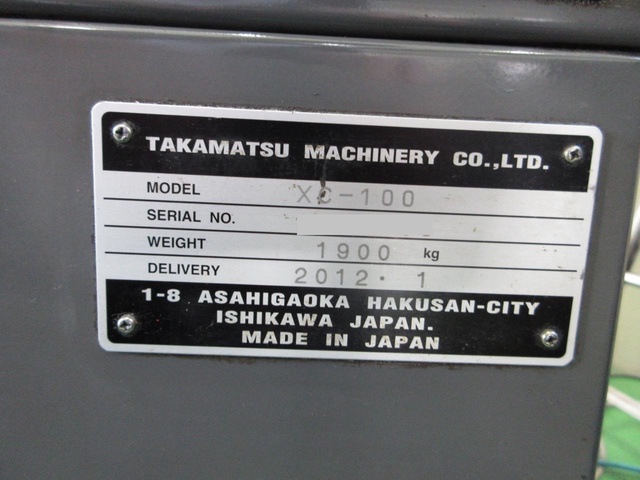 TAKAMATSU MACHINERY CO.,LTD.
MODEL XC-100
SERIAL NO.
WEIGHT 1900 kg
DELIVERY 2012・1
1-8 ASAHIGAOKA HAKUSAN-CITY
ISHIKAWA JAPAN.
MADE IN JAPAN